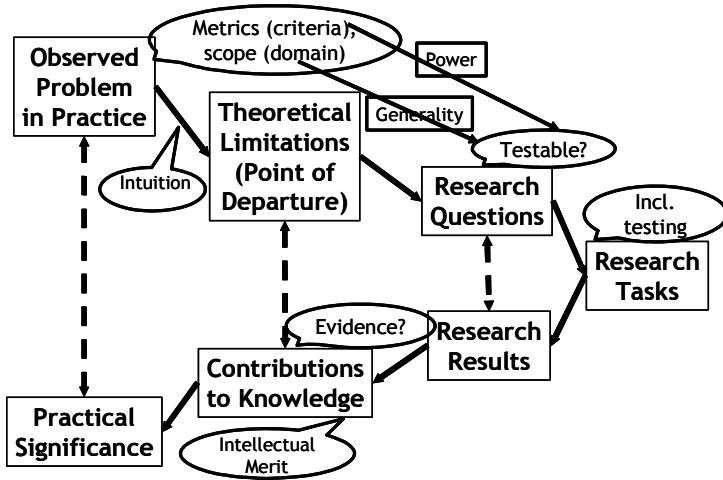 Metrics (criteria),
scope (domain)
Observed
Problem
in Practice
Power
Generality
Theoretical
Limitations
(Point of
Departure)
Intuition
Testable?
Research
Questions
Incl.
testing
Research
Tasks
Evidence?
Research
Results
Contributions
to Knowledge
Intellectual
Merit
Practical
Significance